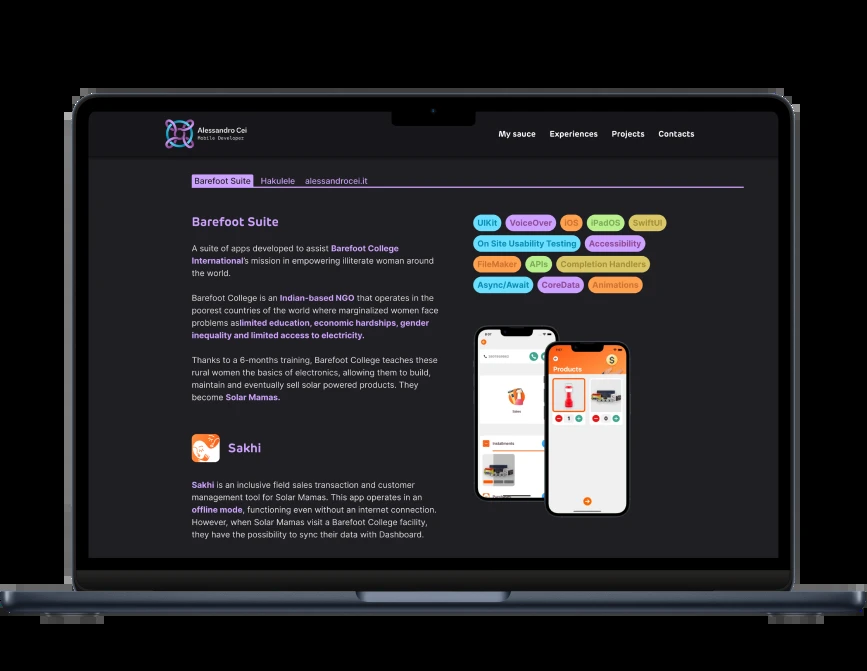 Alessandro Cei
Mobile Developer
My sauce Experiences Projects Contacts
Barefoot Suite Hakulele alessandrocei.it
Barefoot Suite
A suite of apps developed to assist Barefoot College
International's mission in empowering illiterate woman around
the world.
Barefoot College is an Indian-based NGO that operates in the
poorest countries of the world where marginalized women face
problems aslimited education, economic hardships, gender
inequality and limited access to electricity.
Thanks to a 6-months training, Barefoot College teaches these
rural women the basics of electronics, allowing them to build,
maintain and eventually sell solar powered products. They
become Solar Mamas.
Sakhi
Sakhi is an inclusive field sales transaction and customer
management tool for Solar Mamas. This app operates in an
offline mode, functioning even without an internet connection.
However, when Solar Mamas visit a Barefoot College facility,
they have the possibility to sync their data with Dashboard.
UIKit VoiceOver iOS iPadOS SwiftUI
On Site Usability Testing Accessibility
FileMaker APIs Completion Handlers
Async/Await CoreData Animations
Sales
Installments
S
Products
1 0